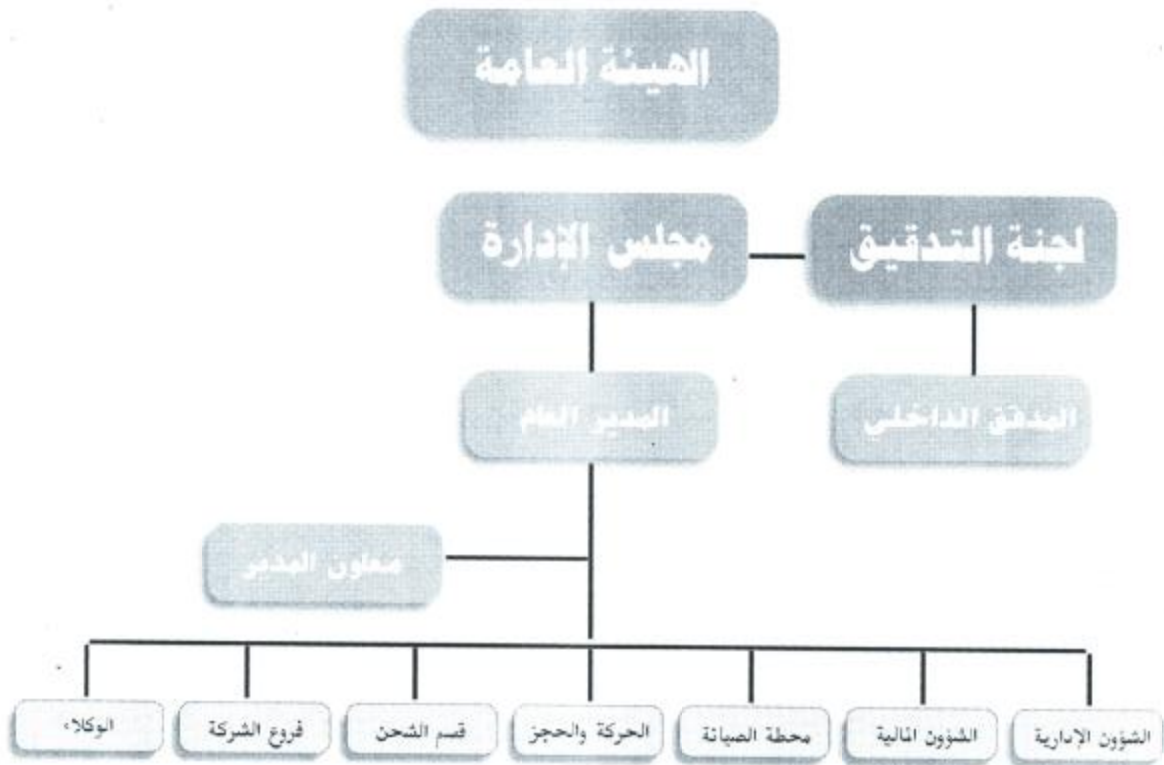 الهيئة العامة
لجنة التدقيق
مجلس الإدارة
المدقق الداخلي
المدير العام
معاون المدير
الشؤون الإدارية
الشؤون المالية
محطة الصيانة
الحركة والحجز
قسم الشحن
فروع الشركة
الوكلاء